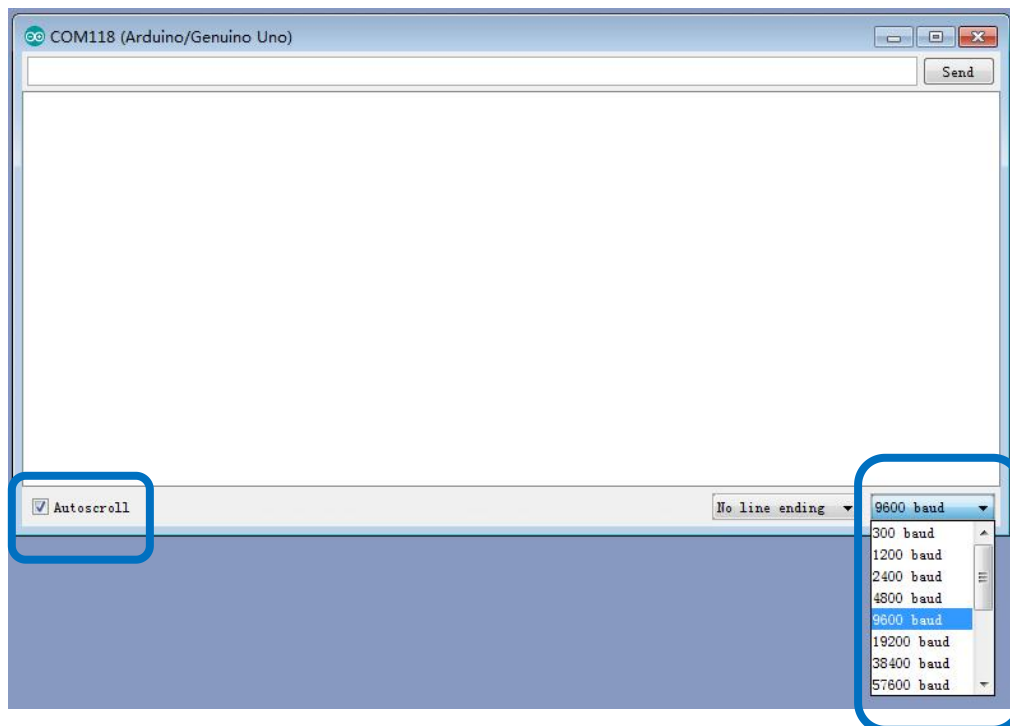 COM118 (Arduino/Genuino Uno)
Send
Autoscroll
No line ending
9600 baud
300 baud
1200 baud
2400 baud
4800 baud
9600 baud
19200 baud
38400 baud
57600 baud